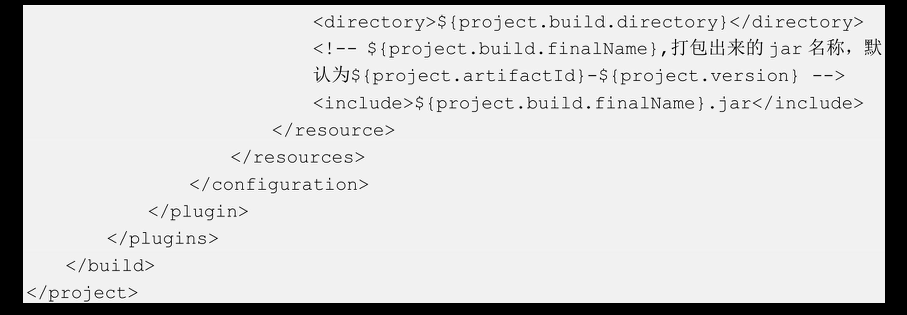 <directory>${project.build.directory}</directory>
<!-- ${project.build.finalName},打包出来的 jar 名称，默
认为${project.artifactId}-${project.version} -->
<include>${project.build.finalName}.jar</include>
</resource>
</resources>
</configuration>
</plugin>
</plugins>
</build>
</project>